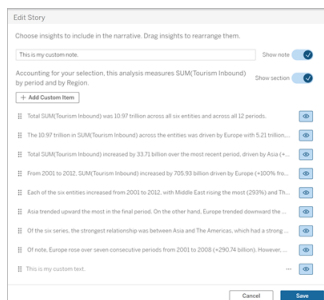 Edit Story
Choose insights to include in the narrative. Drag insights to rearrange them.
This is my custom note.
Show note
Accounting for your selection, this analysis measures SUM(Tourism Inbound)
by period and by Region.
Show section
+ Add Custom Item
Total SUM(Tourism Inbound) was 10.97 trillion across all six entities and across all 12 periods.
The 10.97 trillion in SUM(Tourism Inbound) across the entities was driven by Europe with 5.21 trillion...
Total SUM(Tourism Inbound) increased by 33.71 billion over the most recent period, driven by Asia (+...
From 2001 to 2012, SUM(Tourism Inbound) increased by 705.93 billion driven by Europe (+100% fro...
Each of the six entities increased from 2001 to 2012, with Middle East rising the most (293%) and Th...
Asia trended upward the most in the final period. On the other hand, Europe trended downward the...
Of the six series, the strongest relationship was between Asia and The Americas, which had a strong...
Of note, Europe rose over seven consecutive periods from 2001 to 2008 (+290.74 billion). However, ...
This is my custom text.
...
Cancel
Save